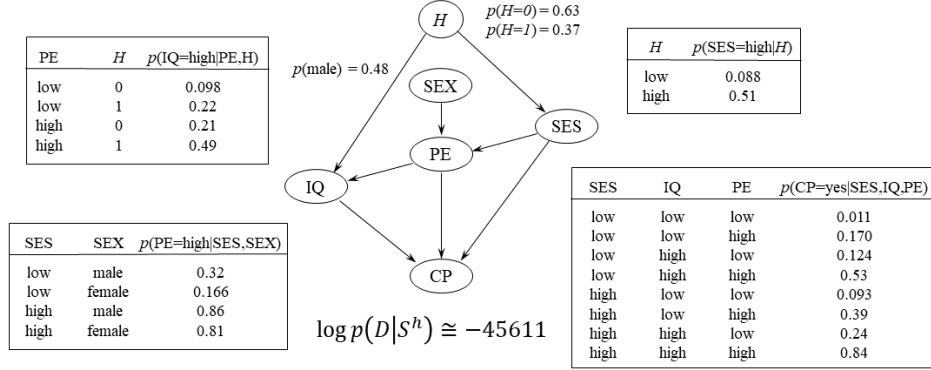 H
p(H=0) = 0.63
p(H=1) = 0.37
PE H p(IQ=high|PE,H)
low 0 0.098
low 1 0.22
high 0 0.21
high 1 0.49
p(male) = 0.48
H p(SES=high|H)
low 0.088
high 0.51
SEX
SES
PE
IQ
CP
SES SEX p(PE=high|SES,SEX)
low male 0.32
low female 0.166
high male 0.86
high female 0.81
SES IQ PE p(CP=yes|SES,IQ,PE)
low low low 0.011
low low high 0.170
low high low 0.124
low high high 0.53
high low low 0.093
high low high 0.39
high high low 0.24
high high high 0.84
log p(D|Sʰ) ≅ −45611